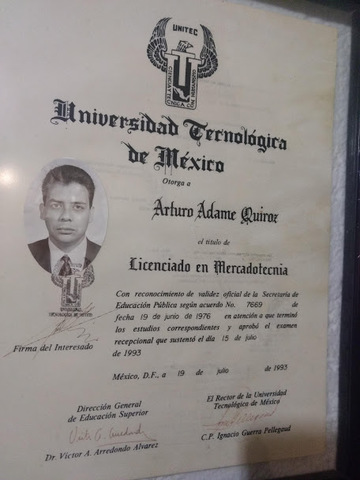 UNITEC
Universidad Tecnológica
de México
Otorga a
Arturo Adame Quiroz
el título de
Licenciado en Mercadotecnia
Con reconocimiento de validez oficial de la Secretaría de
Educación Pública según acuerdo No. 7669 de
fecha 19 de junio de 1976 en atención a que terminó
los estudios correspondientes y aprobó el examen
recepcional que sustentó el día 15 de julio
de 1993
Firma del Interesado
México, D.F., a 19 de julio de 1993
Dirección General
de Educación Superior
Dr. Víctor A. Arredondo Alvarez
El Rector de la Universidad
Tecnológica de México
C.P. Ignacio Guerra Pellegaud